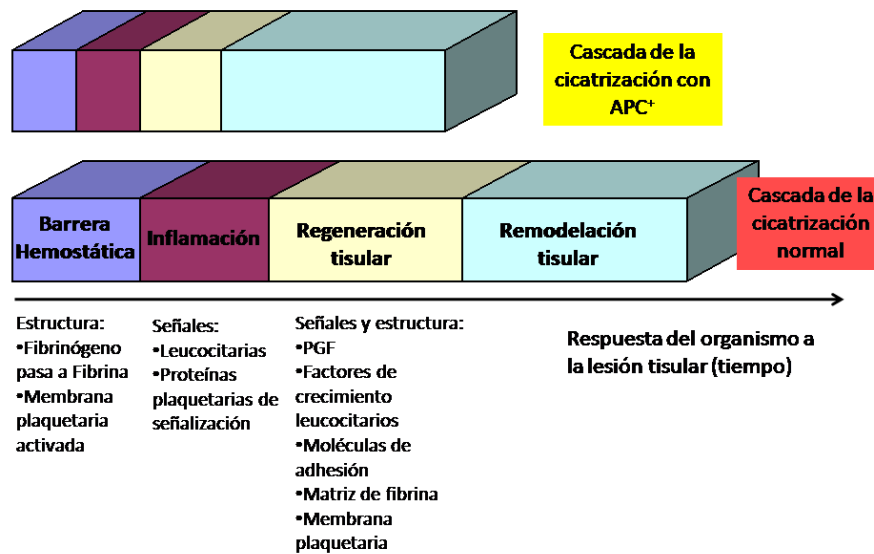 Cascada de la
cicatrización con
APC⁺
Barrera
Hemostática
Inflamación
Regeneración
tisular
Remodelación
tisular
Cascada de la
cicatrización
normal
Estructura:
•Fibrinógeno
pasa a Fibrina
•Membrana
plaquetaria
activada
Señales:
•Leucocitarias
•Proteínas
plaquetarias de
señalización
Señales y estructura:
•PGF
•Factores de
crecimiento
leucocitarios
•Moléculas de
adhesión
•Matriz de fibrina
•Membrana
plaquetaria
Respuesta del organismo a
la lesión tisular (tiempo)